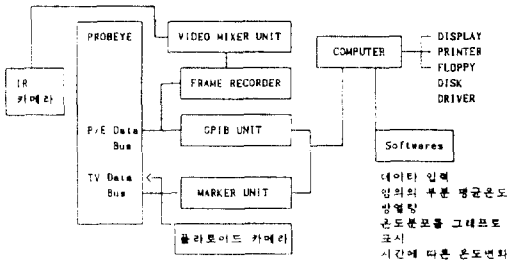 PROBEYE
VIDEO MIXER UNIT
COMPUTER
DISPLAY
PRINTER
FLOPPY
DISK
DRIVER
IR
카메라
FRAME RECORDER
P/E Data
Bus
GPIB UNIT
Softwares
TV Data
Bus
MARKER UNIT
폴라로이드 카메라
데이타 입력
임의의 부분 평균온도
방열량
온도분포를 그래프로
표시
시간에 따른 온도변화